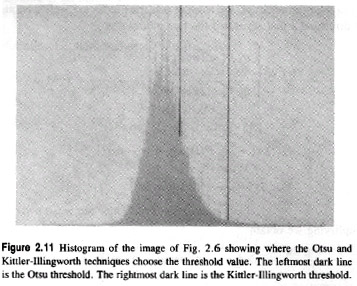 Figure 2.11 Histogram of the image of Fig. 2.6 showing where the Otsu and
Kittler-Illingworth techniques choose the threshold value. The leftmost dark line
is the Otsu threshold. The rightmost dark line is the Kittler-Illingworth threshold.